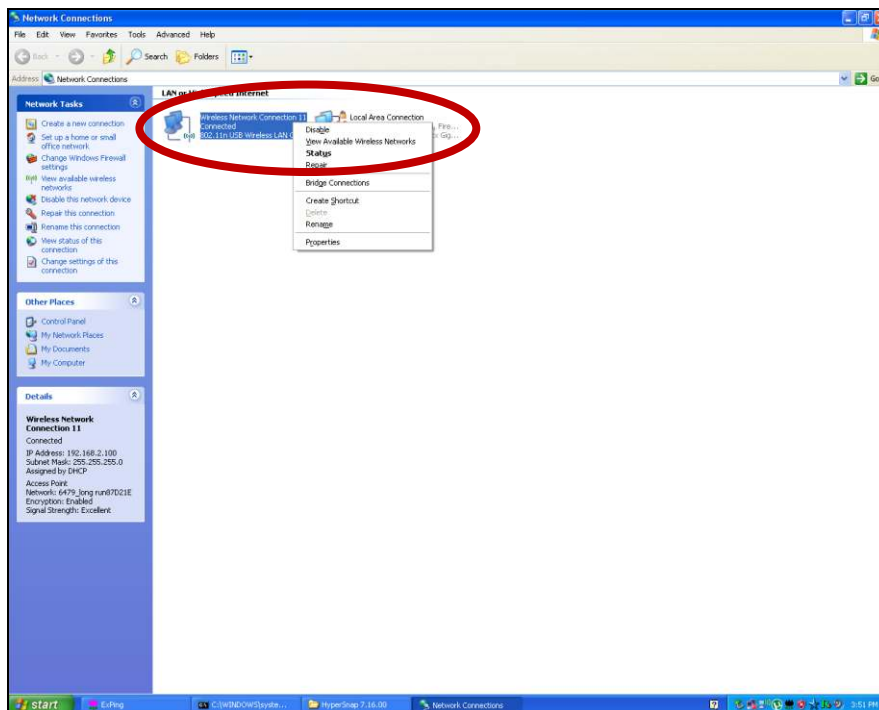 Network Connections
File Edit View Favorites Tools Advanced Help
Back Search Folders
Address Network Connections Go
LAN or Internet
Network Tasks
Create a new connection
Set up a home or small
office network
Change Windows Firewall
settings
View available wireless
networks
Disable this network device
Repair this connection
Rename this connection
View status of this
connection
Change settings of this
connection
Wireless Network Connection 11
Connected
802.11n USB Wireless LAN
Local Area Connection
, Fire...
Gig...
Disable
View Available Wireless Networks
Status
Repair
Bridge Connections
Create Shortcut
Delete
Rename
Properties
Other Places
Control Panel
My Network Places
My Documents
My Computer
Details
Wireless Network
Connection 11
Connected
IP Address: 192.168.2.100
Subnet Mask: 255.255.255.0
Assigned by DHCP
Access Point
Network: 6479_long run87D21E
Encryption: Enabled
Signal Strength: Excellent
start ExPing C:\WINDOWS\syste... HyperSnap 7.16.00 Network Connections 3:51 PM